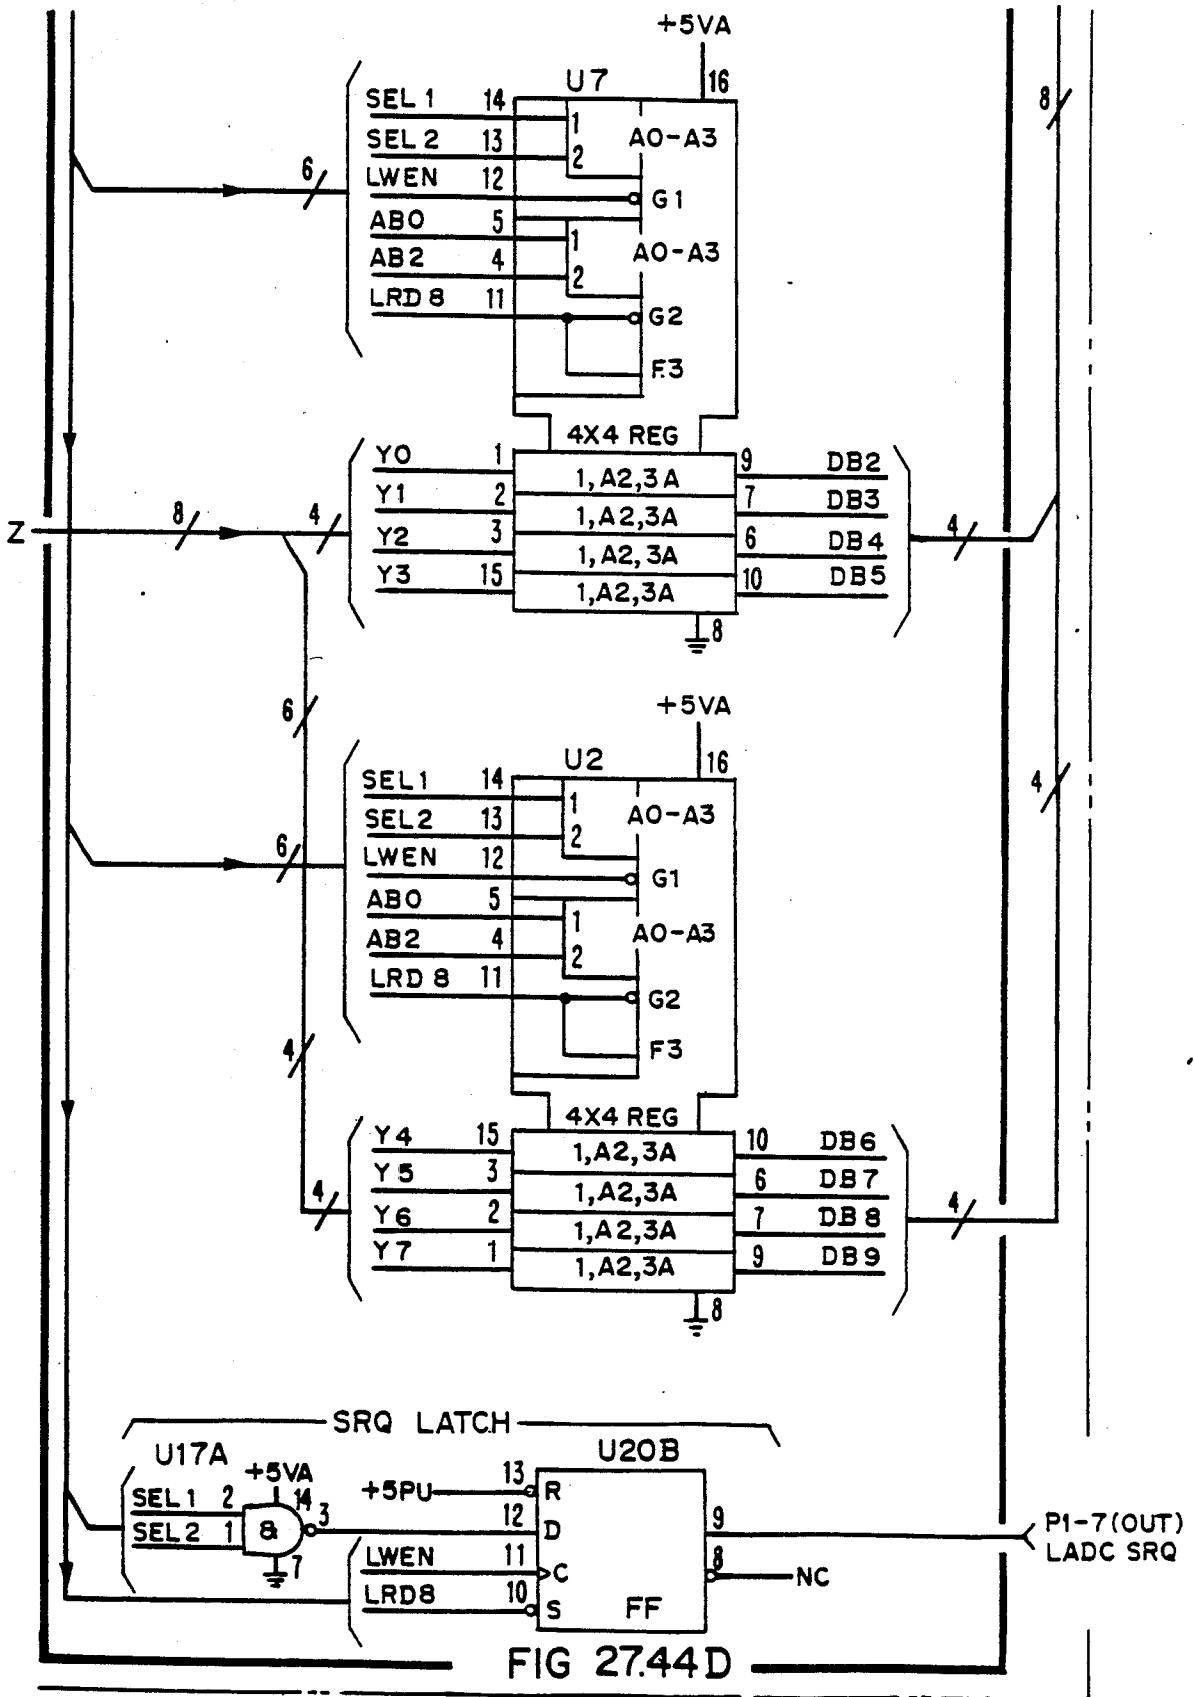 +5VA
U7
16
8
SEL 1 14
1
A0-A3
SEL 2 13
2
6
LWEN 12
G1
AB0 5
1
A0-A3
AB2 4
2
LRD 8 11
G2
F3
4X4 REG
Y0 1 1,A2,3A 9 DB2
Y1 2 1,A2,3A 7 DB3
Z 8 4 4
Y2 3 1,A2,3A 6 DB4
Y3 15 1,A2,3A 10 DB5
8
6
+5VA
U2
16
4
SEL1 14
1
A0-A3
SEL2 13
2
6
LWEN 12
G1
AB0 5
1
A0-A3
AB2 4
2
LRD 8 11
G2
4
F3
4X4 REG
Y4 15 1,A2,3A 10 DB6
Y5 3 1,A2,3A 6 DB7
4 4
Y6 2 1,A2,3A 7 DB8
Y7 1 1,A2,3A 9 DB9
8
SRQ LATCH
U17A
U20B
+5VA
14
+5PU 13 R
SEL1 2
3
&
SEL2 1
7
12 D
9
P1-7(OUT)
LADC SRQ
LWEN 11 C
8 NC
LRD8 10 S
FF
FIG 27.44D